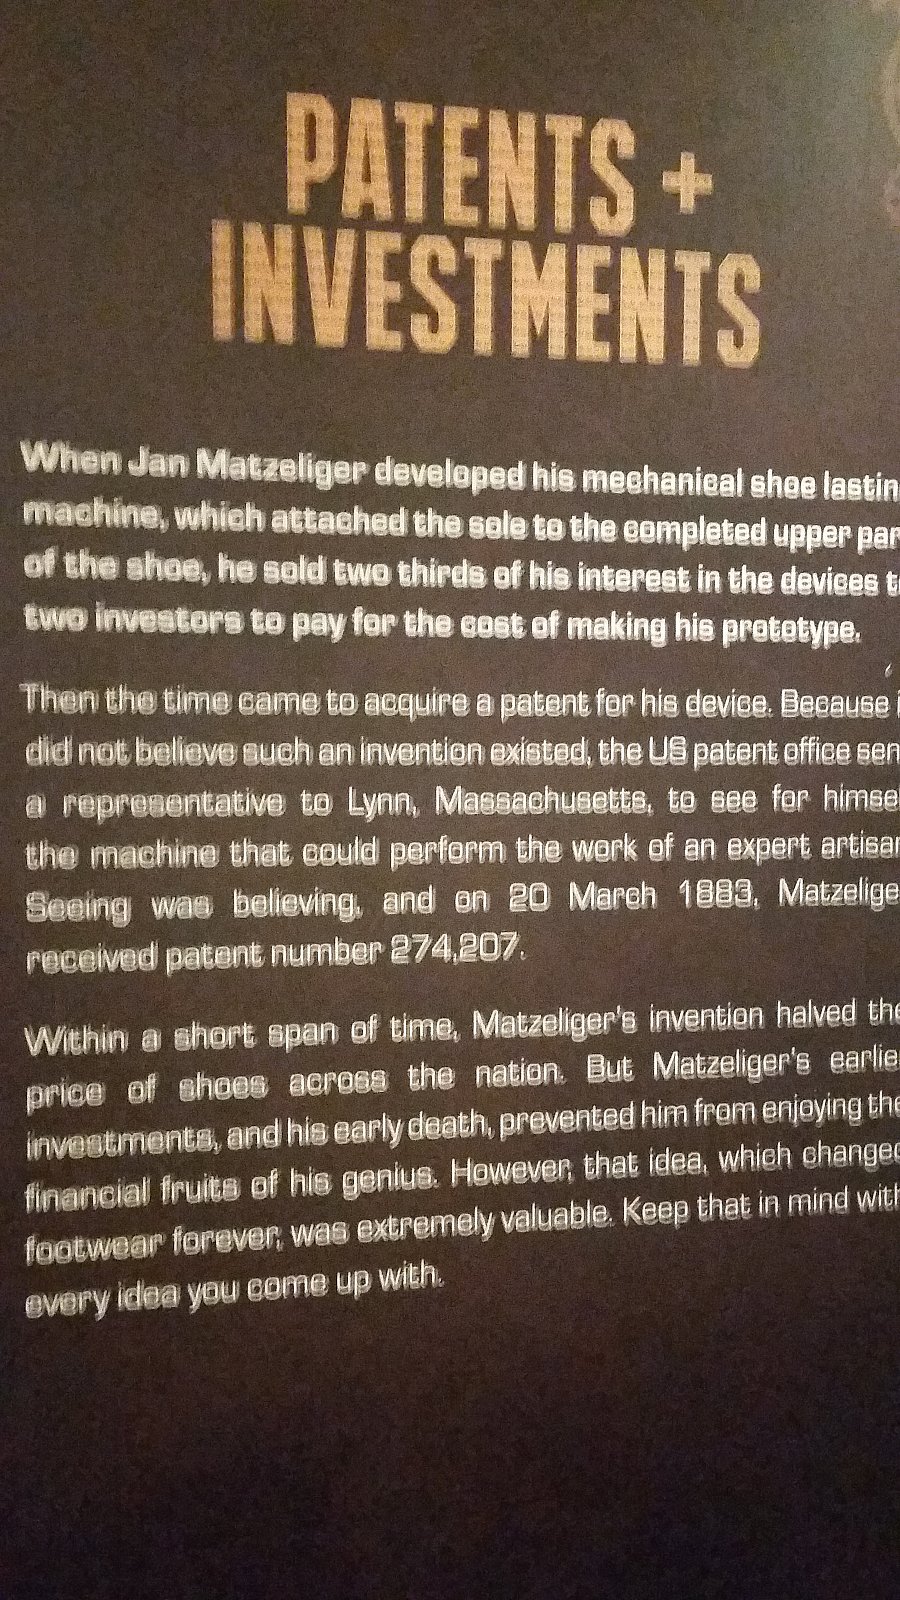 PATENTS +
INVESTMENTS
When Jan Matzeliger developed his mechanical shoe lastin
machine, which attached the sole to the completed upper par
of the shoe, he sold two thirds of his interest in the devices t
two investors to pay for the cost of making his prototype.
Then the time came to acquire a patent for his device. Because i
did not believe such an invention existed, the US patent office sen
a representative to Lynn, Massachusetts, to see for himsel
the machine that could perform the work of an expert artisan
Seeing was believing, and on 20 March 1883, Matzelige
received patent number 274,207.
Within a short span of time, Matzeliger's invention halved the
price of shoes across the nation. But Matzeliger's earlie
investments, and his early death, prevented him from enjoying the
financial fruits of his genius. However, that idea, which changed
footwear forever, was extremely valuable. Keep that in mind with
every idea you come up with.